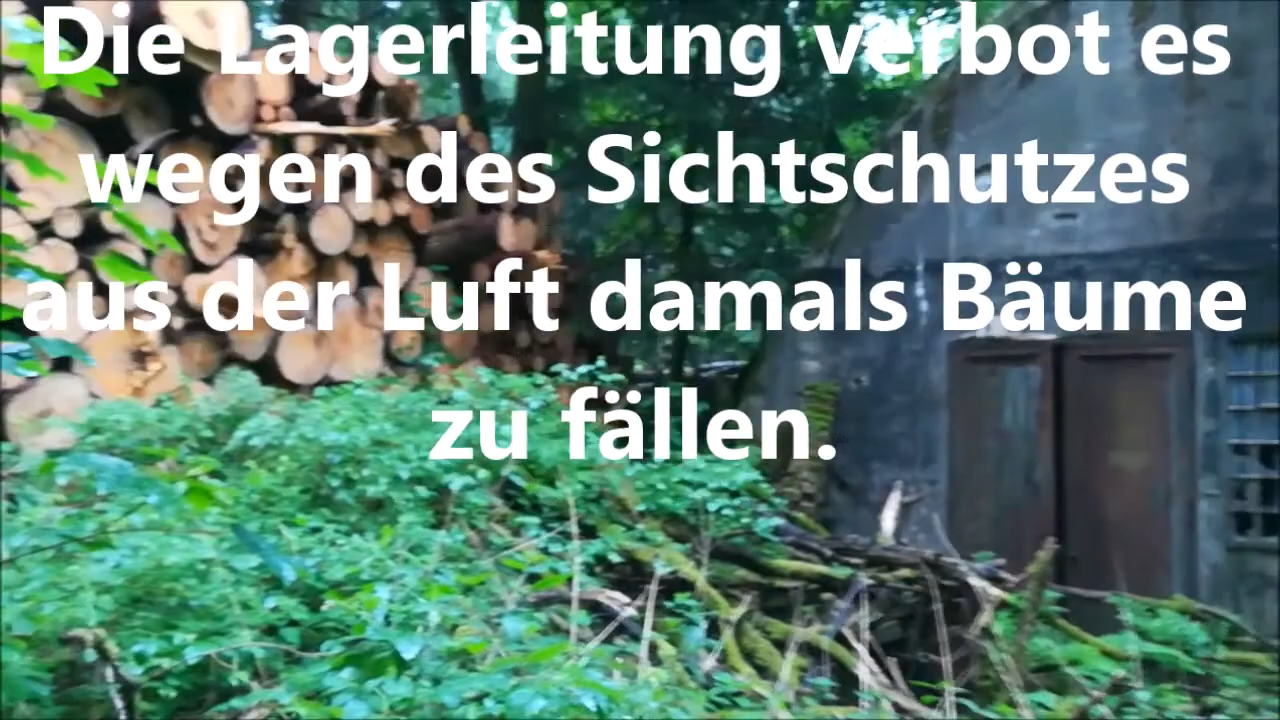 Die Lagerleitung verbot es
wegen des Sichtschutzes
aus der Luft damals Bäume
zu fällen.